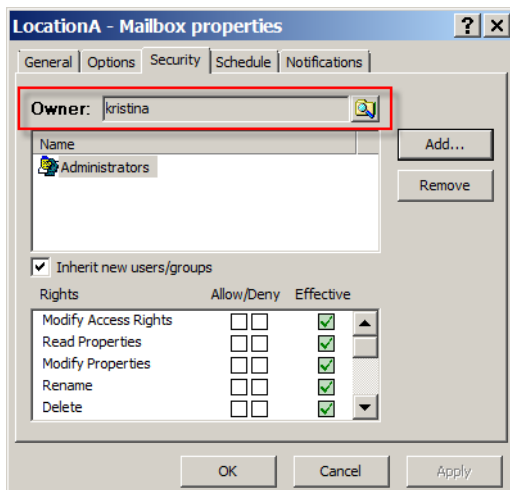 LocationA - Mailbox properties
General Options Security Schedule Notifications
Owner: kristina
Name
Administrators
Add...
Remove
Inherit new users/groups
Rights Allow/Deny Effective
Modify Access Rights
Read Properties
Modify Properties
Rename
Delete
OK Cancel Apply